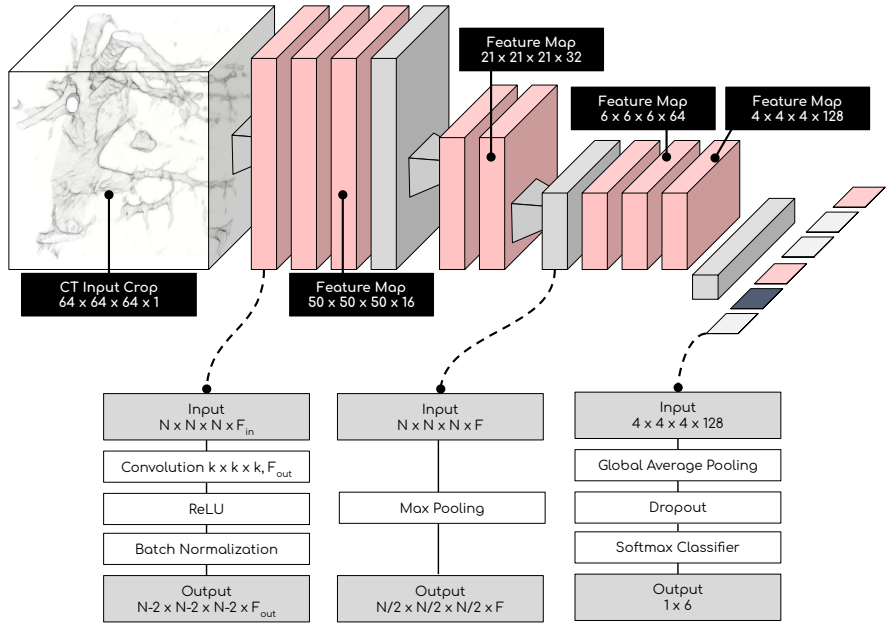 Feature Map
21 x 21 x 21 x 32
Feature Map
6 x 6 x 6 x 64
Feature Map
4 x 4 x 4 x 128
CT Input Crop
64 x 64 x 64 x 1
Feature Map
50 x 50 x 50 x 16
Input
N x N x N x F_in
Convolution k x k x k, F_out
ReLU
Batch Normalization
Output
N-2 x N-2 x N-2 x F_out
Input
N x N x N x F
Max Pooling
Output
N/2 x N/2 x N/2 x F
Input
4 x 4 x 4 x 128
Global Average Pooling
Dropout
Softmax Classifier
Output
1 x 6